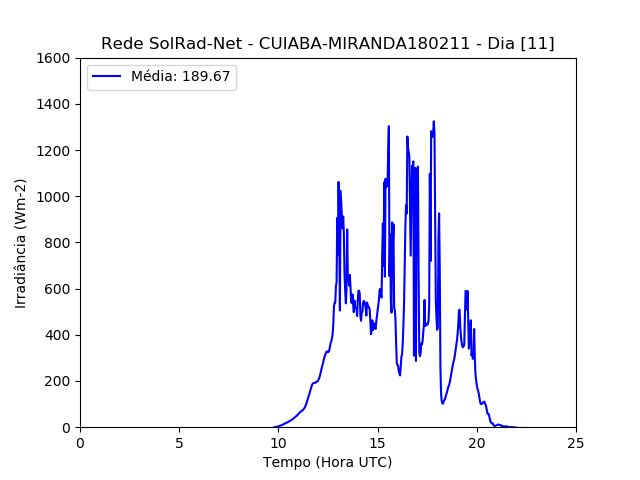 Rede SolRad-Net - CUIABA-MIRANDA180211 - Dia [11]
Média: 189.67
Irradiância (Wm-2)
1600
1400
1200
1000
800
600
400
200
0
0 5 10 15 20 25
Tempo (Hora UTC)